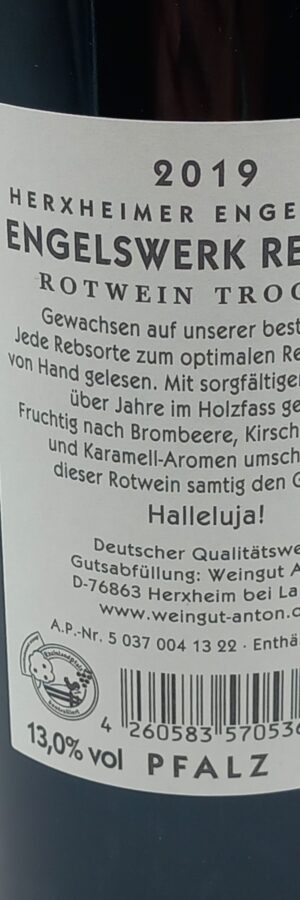 2019
HERXHEIMER ENGE
ENGELSWERK RE
ROTWEIN TROC
Gewachsen auf unserer best
Jede Rebsorte zum optimalen Re
von Hand gelesen. Mit sorgfältiger
über Jahre im Holzfass ge
Fruchtig nach Brombeere, Kirsch
und Karamell-Aromen umsch
dieser Rotwein samtig den G
Halleluja!
Deutscher Qualitätswe
Gutsabfüllung: Weingut A
D-76863 Herxheim bei La
www.weingut-anton.d
A.P.-Nr. 5 037 004 13 22 · Enthä
4 260583 570536
13,0% vol PFALZ